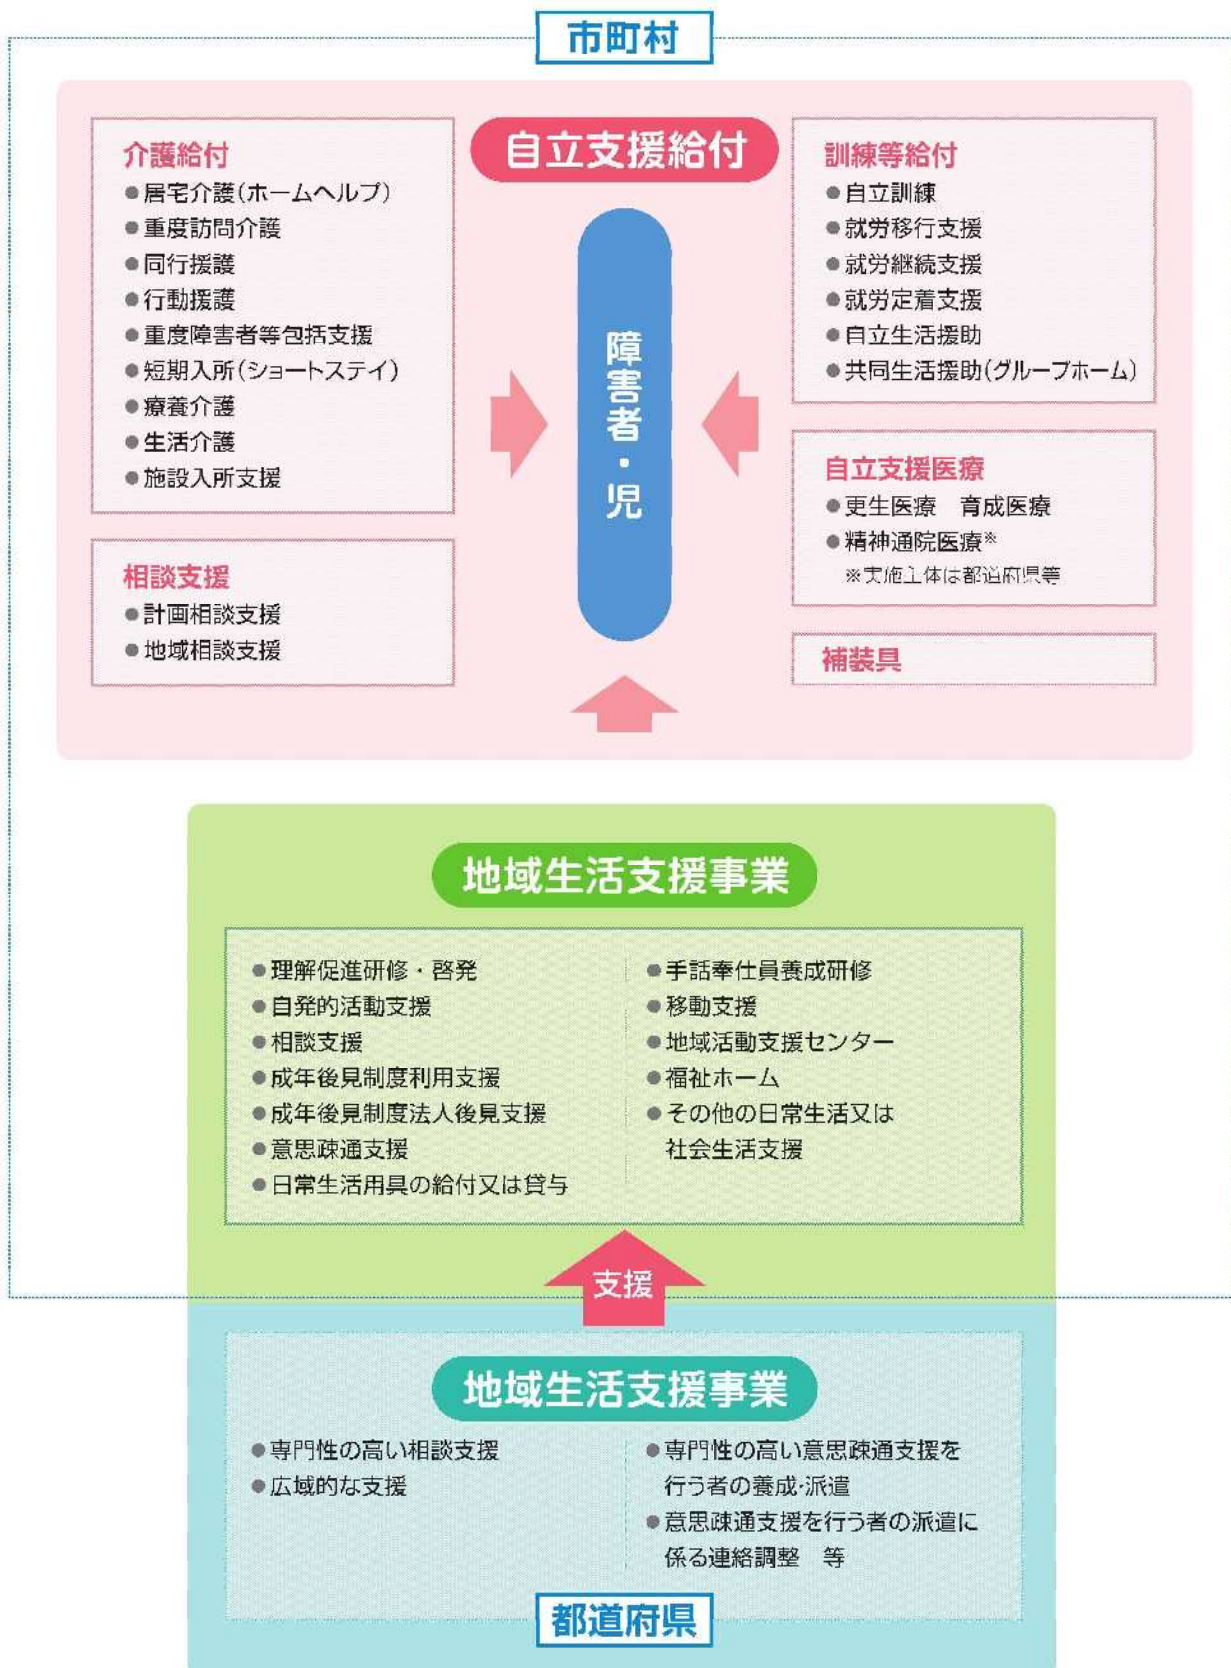 市町村
自立支援給付
介護給付
●居宅介護(ホームヘルプ)
●重度訪問介護
●同行援護
●行動援護
●重度障害者等包括支援
●短期入所(ショートステイ)
●療養介護
●生活介護
●施設入所支援
相談支援
●計画相談支援
●地域相談支援
障害者・児
訓練等給付
●自立訓練
●就労移行支援
●就労継続支援
●就労定着支援
●自立生活援助
●共同生活援助(グループホーム)
自立支援医療
●更生医療　育成医療
●精神通院医療※
※実施主体は都道府県等
補装具
地域生活支援事業
●理解促進研修・啓発
●自発的活動支援
●相談支援
●成年後見制度利用支援
●成年後見制度法人後見支援
●意思疎通支援
●日常生活用具の給付又は貸与
●手話奉仕員養成研修
●移動支援
●地域活動支援センター
●福祉ホーム
●その他の日常生活又は
社会生活支援
支援
地域生活支援事業
●専門性の高い相談支援
●広域的な支援
●専門性の高い意思疎通支援を
行う者の養成・派遣
●意思疎通支援を行う者の派遣に
係る連絡調整　等
都道府県